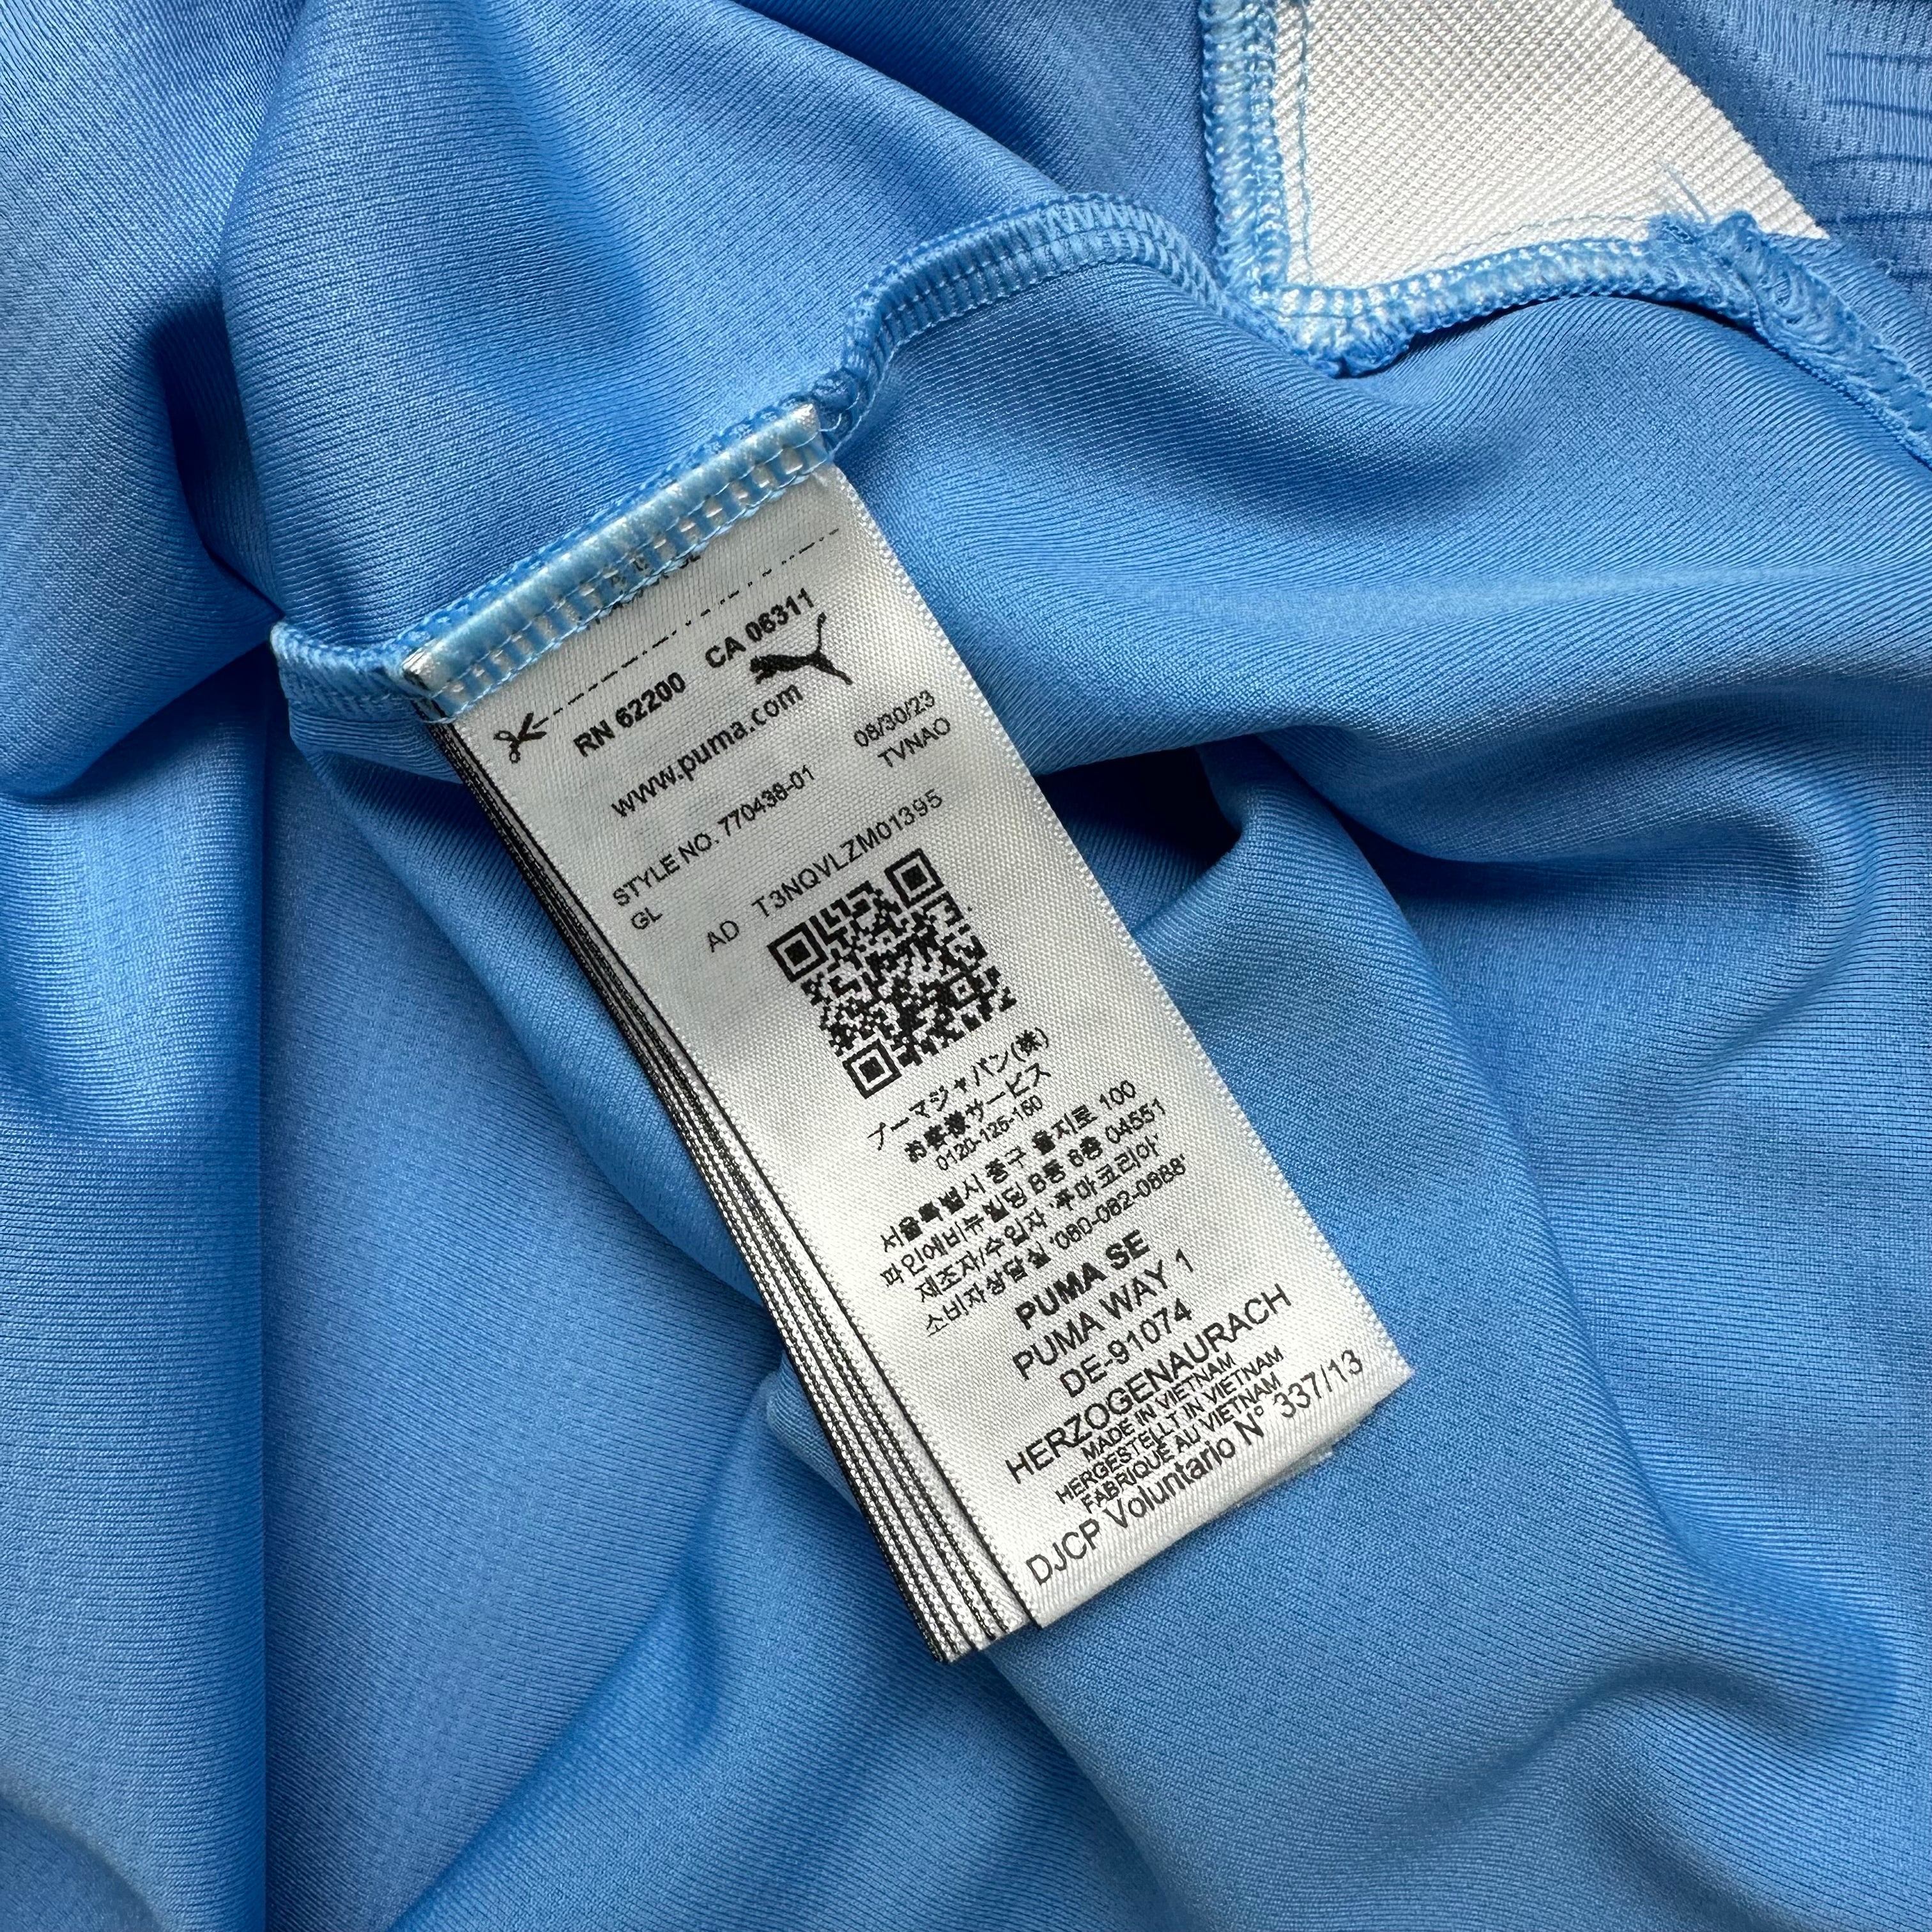 RN 62200 CA 06311
www.puma.com
08/30/23
STYLE NO. 770438-01 TVNAO
GL
AD T3NQVLZM01395
プーマジャパン(株)
お客様サービス
0120-125-150
서울특별시 중구 을지로 100
파인에비뉴빌딩 B동 6층 04551
제조자/수입자 '푸마코리아'
소비자상담실 '080-082-0888'
PUMA SE
PUMA WAY 1
DE-91074
HERZOGENAURACH
MADE IN VIETNAM
HERGESTELLT IN VIETNAM
FABRIQUÉ AU VIETNAM
DJCP Voluntario N° 337/13